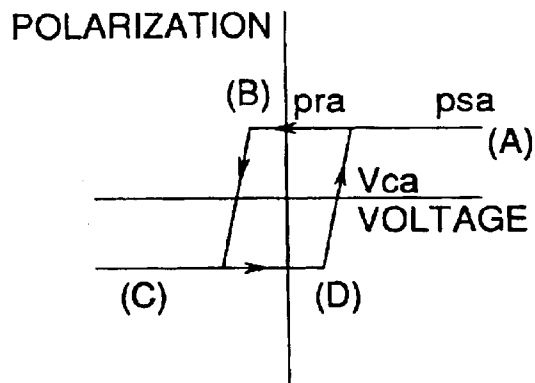 POLARIZATION
(B) pra psa
(A)
Vca
VOLTAGE
(C) (D)